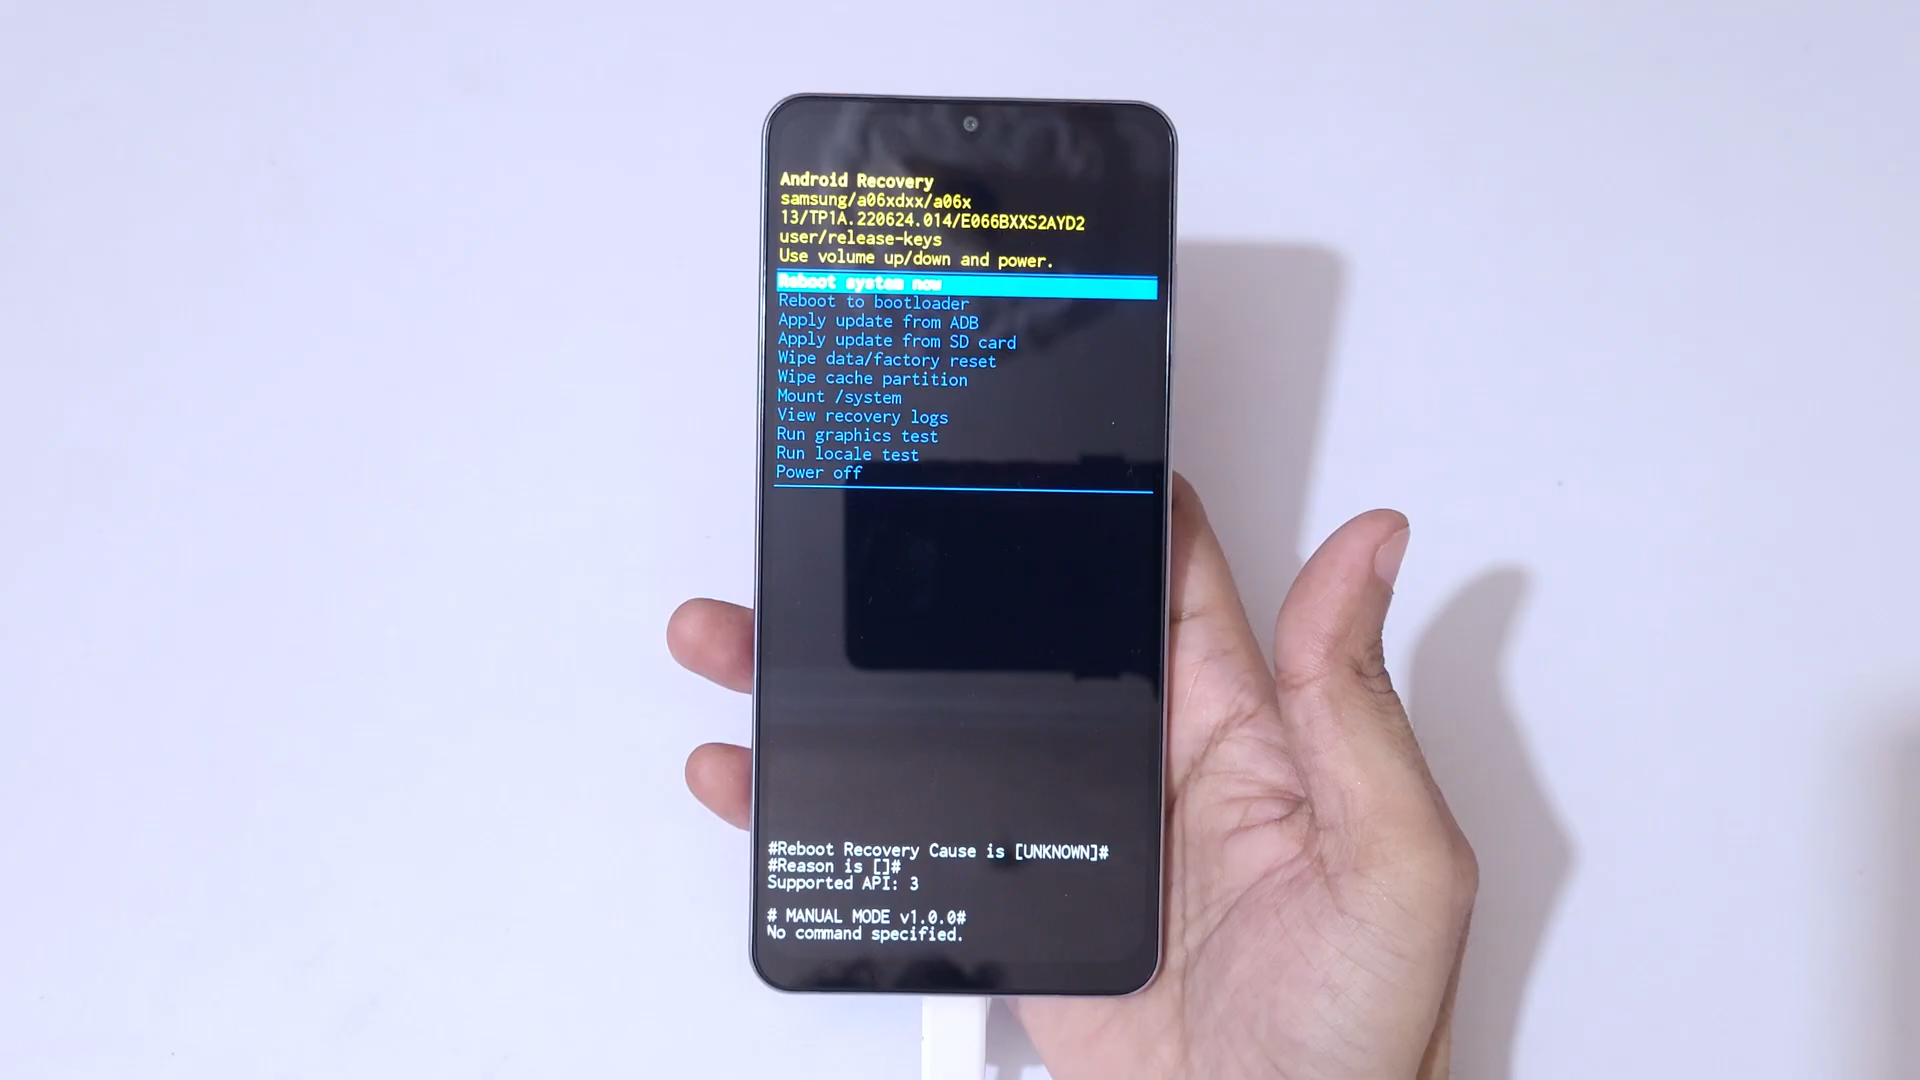 Android Recovery
samsung/a06xdxx/a06x
13/TP1A.220624.014/E066BXXS2AYD2
user/release-keys
Use volume up/down and power.
Reboot system now
Reboot to bootloader
Apply update from ADB
Apply update from SD card
Wipe data/factory reset
Wipe cache partition
Mount /system
View recovery logs
Run graphics test
Run locale test
Power off
#Reboot Recovery Cause is [UNKNOWN]#
#Reason is []#
Supported API: 3
# MANUAL MODE v1.0.0#
No command specified.